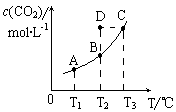 c(CO₂)/
mol·L⁻¹
D C
B
A
0 T₁ T₂ T₃ T/℃